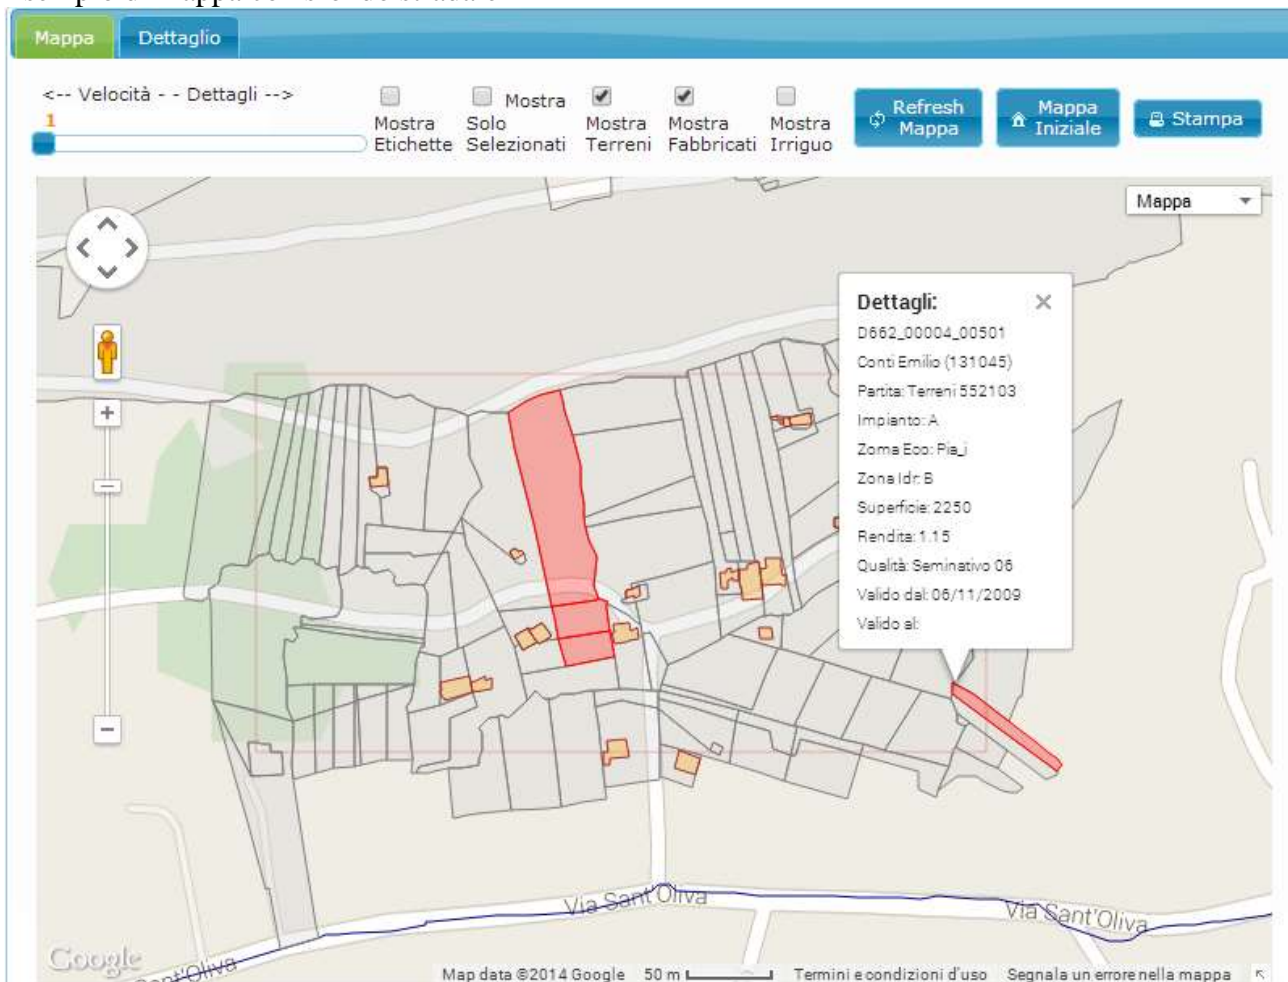 Mappa
Dettaglio
<-- Velocità - - Dettagli -->
1
Mostra Etichette
Mostra Solo Selezionati
Mostra Terreni
Mostra Fabbricati
Mostra Irriguo
Refresh Mappa
Mappa Iniziale
Stampa
Mappa
Dettagli:
D662_00004_00501
Conti Emilio (131045)
Partita: Terreni 552103
Impianto: A
Zoma Eco: Pia_i
Zona Idr: B
Superficie: 2250
Rendita: 1.15
Qualità: Seminativo 06
Valido dal: 06/11/2009
Valido al:
Via Sant'Oliva
Via Sant'Oliva
Sant'Oliva
Google
Map data ©2014 Google
50 m
Termini e condizioni d'uso
Segnala un errore nella mappa